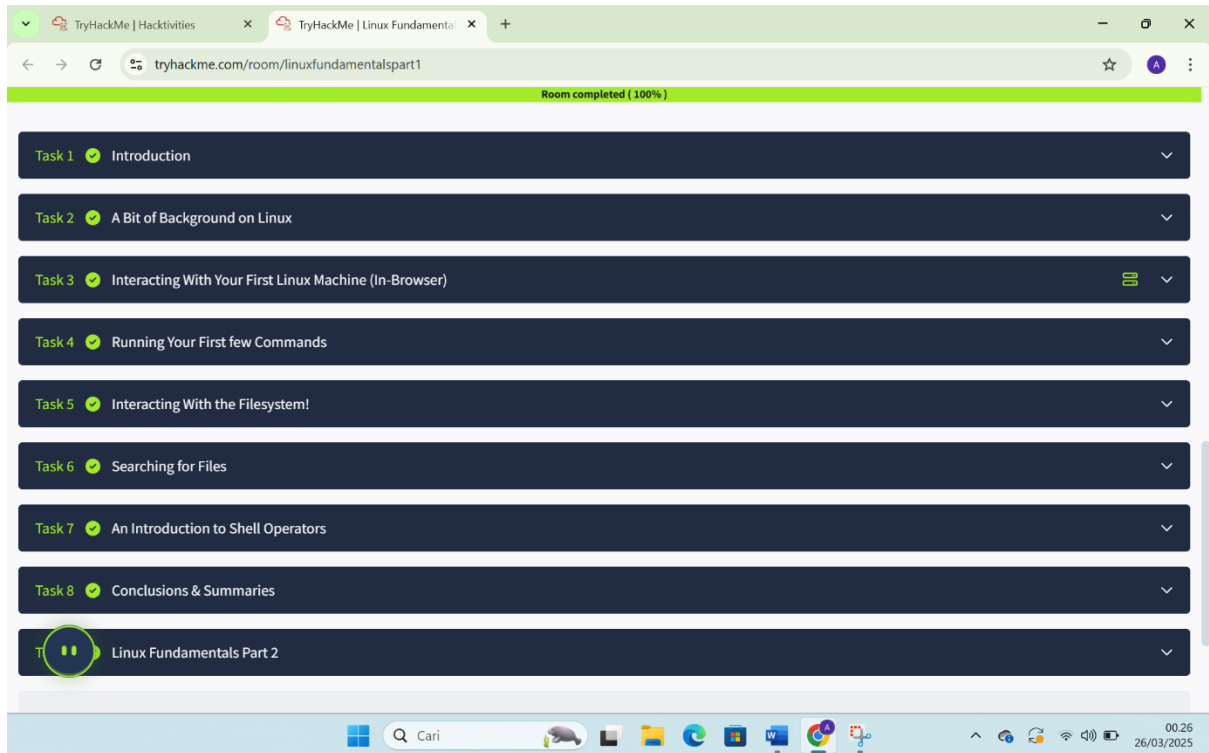 TryHackMe | Hacktivities
TryHackMe | Linux Fundamental
tryhackme.com/room/linuxfundamentalspart1
A
Room completed ( 100% )
Task 1 Introduction
Task 2 A Bit of Background on Linux
Task 3 Interacting With Your First Linux Machine (In-Browser)
Task 4 Running Your First few Commands
Task 5 Interacting With the Filesystem!
Task 6 Searching for Files
Task 7 An Introduction to Shell Operators
Task 8 Conclusions & Summaries
T Linux Fundamentals Part 2
Cari
00.26
26/03/2025